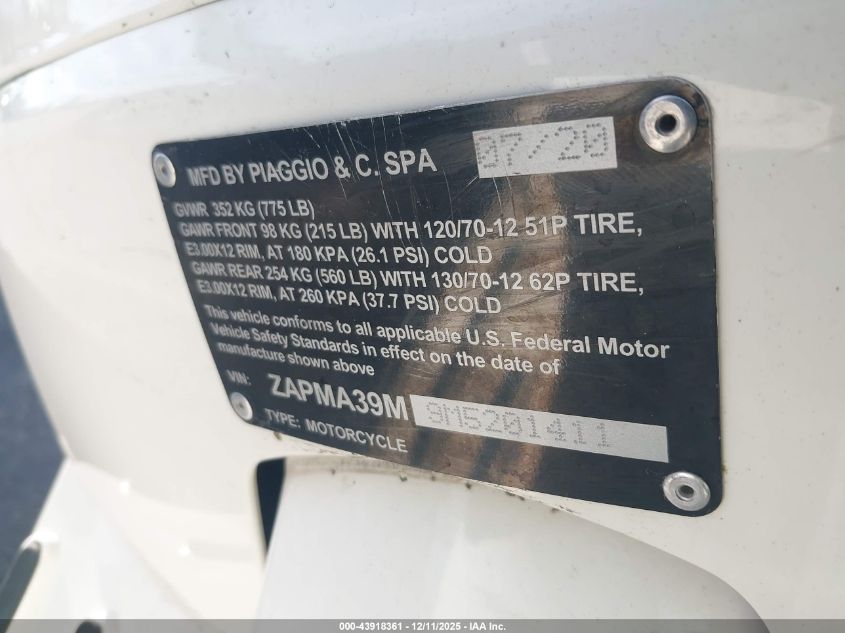 MFD BY PIAGGIO & C. SPA 07/20
GVWR 352 KG (775 LB)
GAWR FRONT 98 KG (215 LB) WITH 120/70-12 51P TIRE,
E3.00X12 RIM, AT 180 KPA (26.1 PSI) COLD
GAWR REAR 254 KG (560 LB) WITH 130/70-12 62P TIRE,
E3.00X12 RIM, AT 260 KPA (37.7 PSI) COLD
This vehicle conforms to all applicable U.S. Federal Motor
Vehicle Safety Standards in effect on the date of
manufacture shown above
VIN: ZAPMA39M 9M5201411
TYPE: MOTORCYCLE
000-43918361 - 12/11/2025 - IAA Inc.